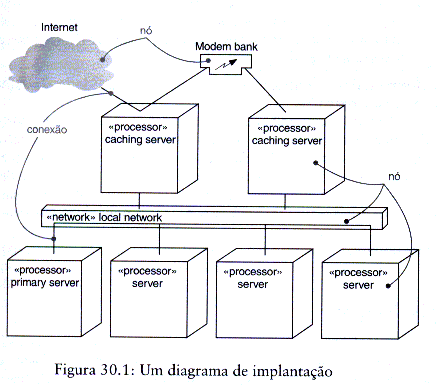 Internet
nó
Modem bank
conexão
«processor»
caching server
«processor»
caching server
nó
«network» local network
«processor»
primary server
«processor»
server
«processor»
server
«processor»
server
Figura 30.1: Um diagrama de implantação